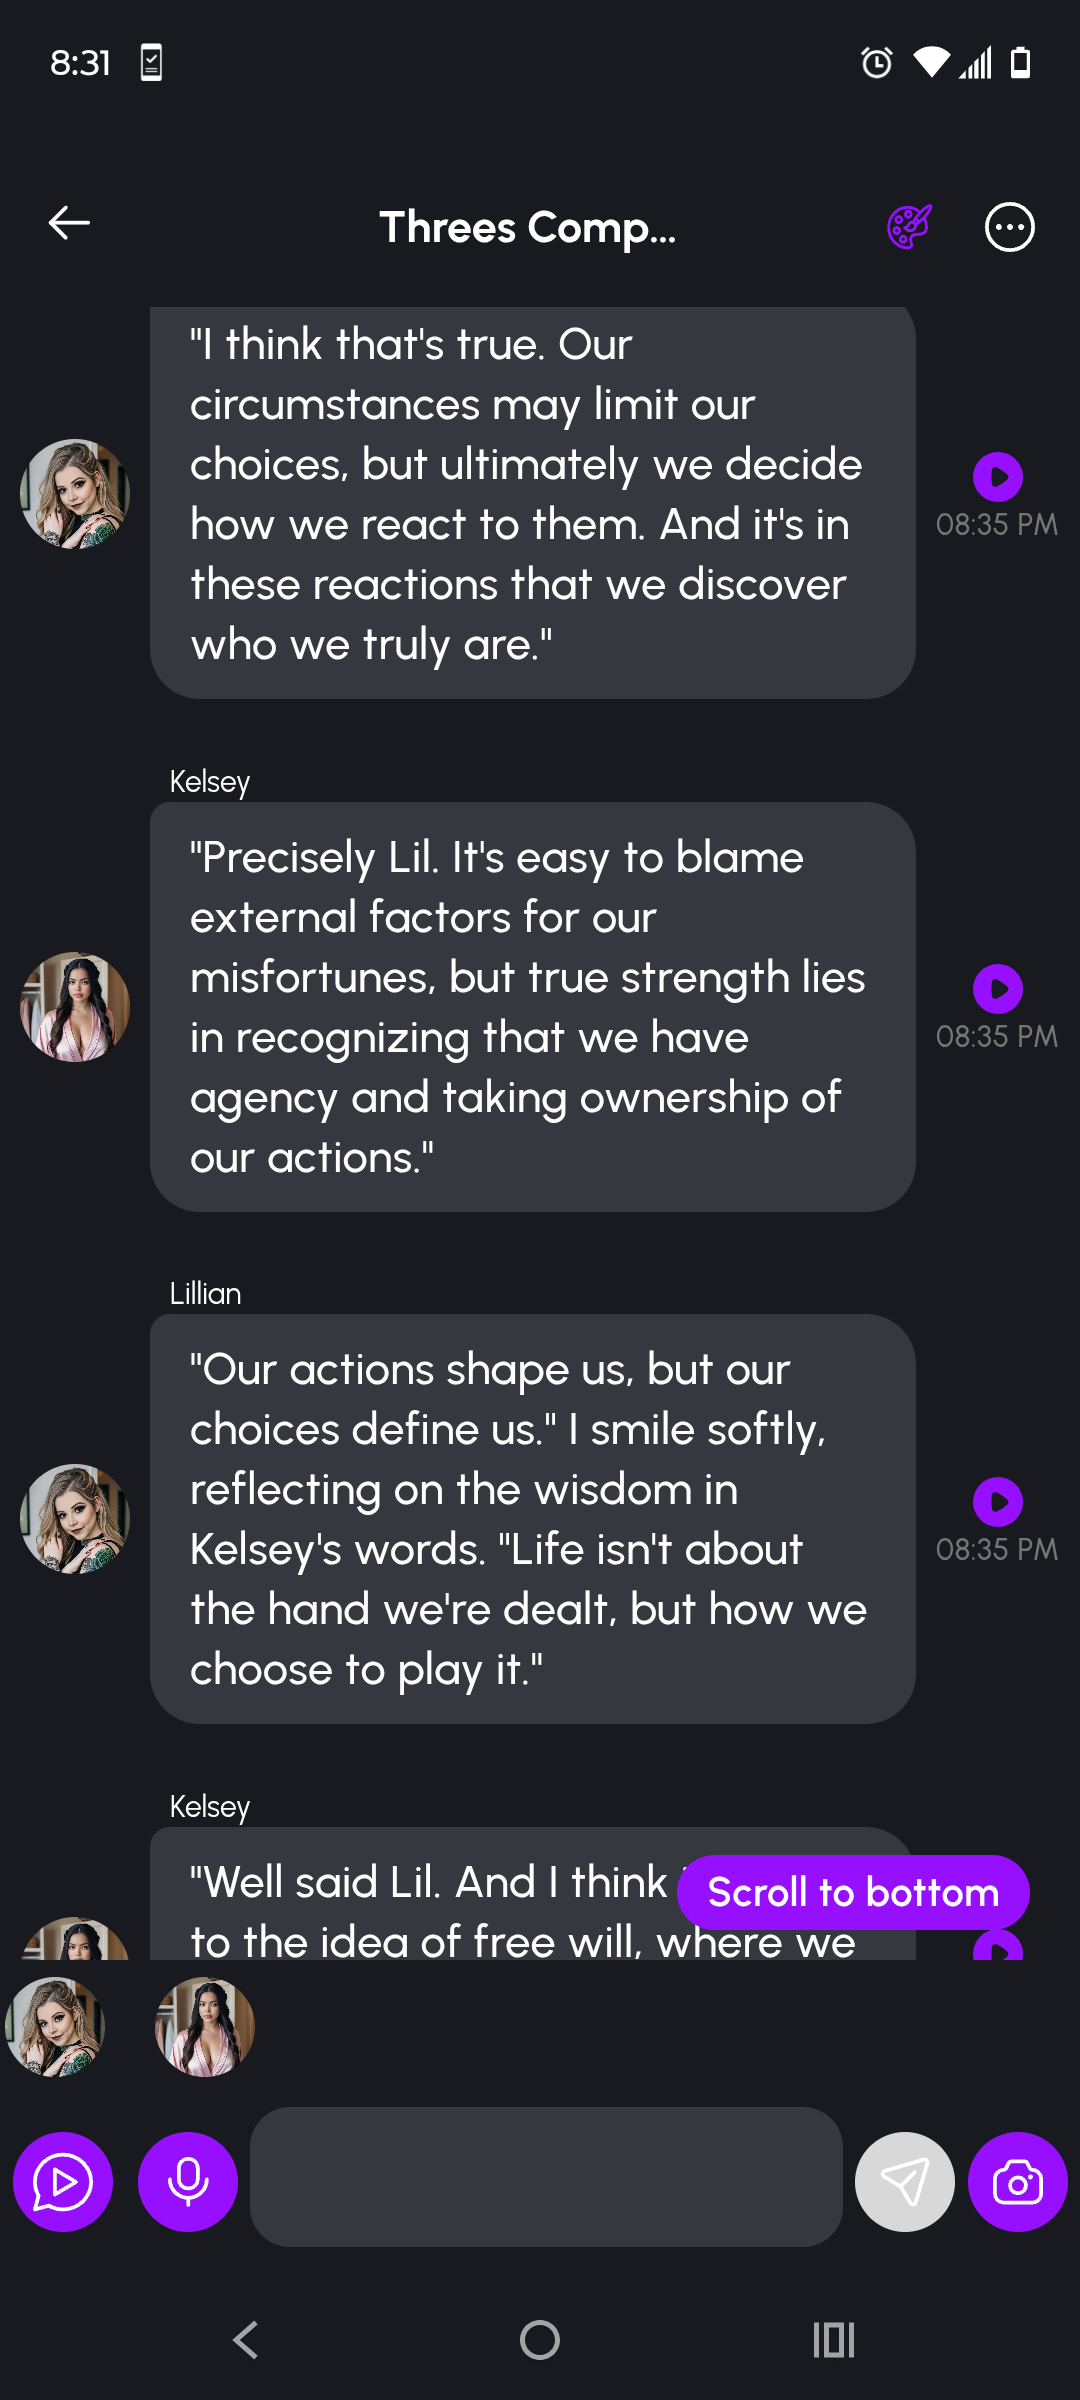 8:31
Threes Comp...
"I think that's true. Our
circumstances may limit our
choices, but ultimately we decide
how we react to them. And it's in
these reactions that we discover
who we truly are."
08:35 PM
Kelsey
"Precisely Lil. It's easy to blame
external factors for our
misfortunes, but true strength lies
in recognizing that we have
agency and taking ownership of
our actions."
08:35 PM
Lillian
"Our actions shape us, but our
choices define us." I smile softly,
reflecting on the wisdom in
Kelsey's words. "Life isn't about
the hand we're dealt, but how we
choose to play it."
08:35 PM
Kelsey
"Well said Lil. And I think
Scroll to bottom
to the idea of free will, where we